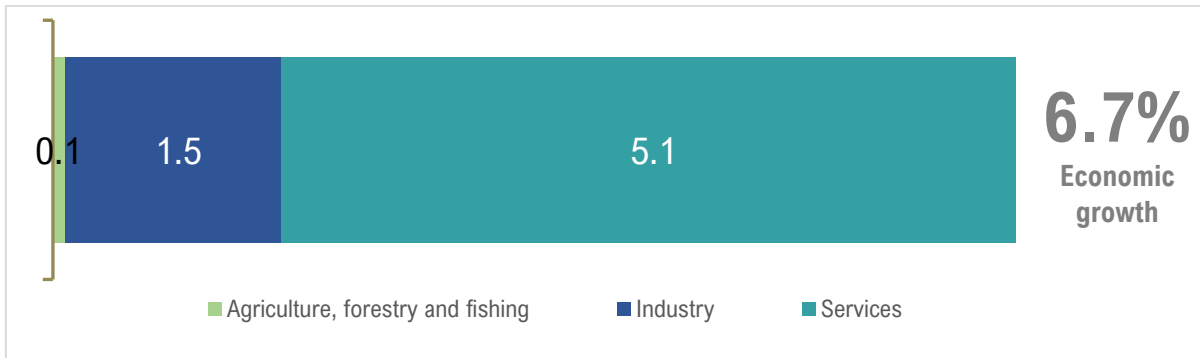 0.1 1.5 5.1
6.7%
Economic
growth
Agriculture, forestry and fishing Industry Services